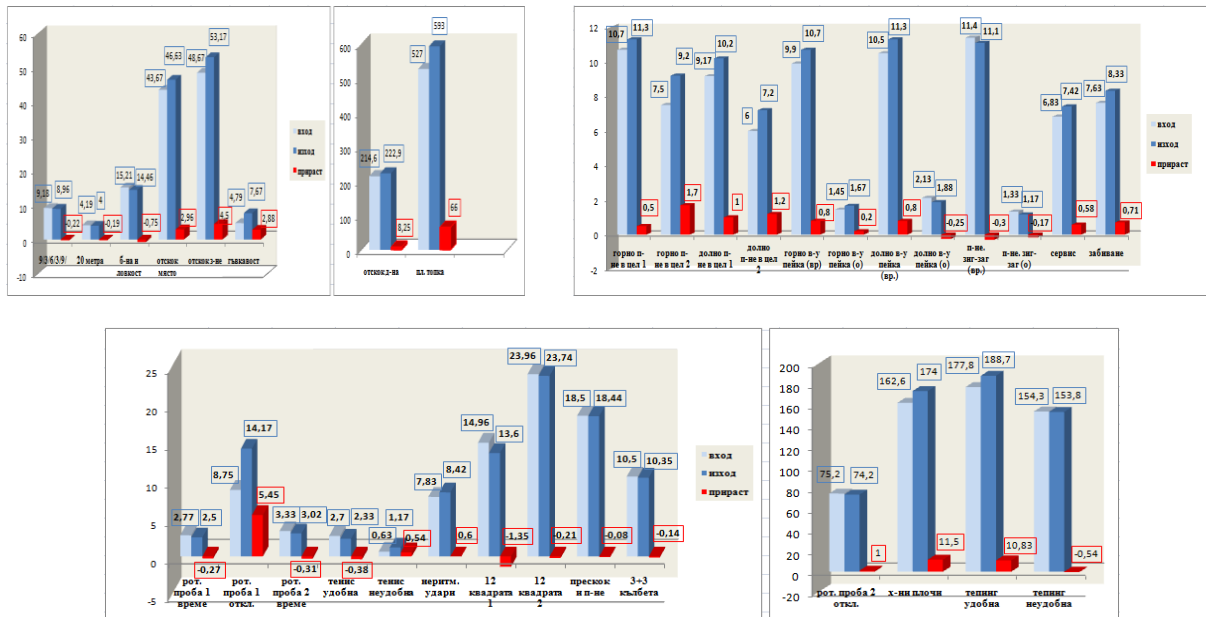 60
50
40
30
20
10
0
-10
9,18
8,96
-0,22
4,19
4
-0,19
15,21
14,46
-0,75
43,67
46,63
2,96
48,67
53,17
4,5
4,79
7,67
2,88
9/3/6/3/9/
20 метра
б-на и
ловкост
отскок
място
отскок з-не
гъвкавост
вход
изход
прираст
600
500
400
300
200
100
0
214,6
222,9
8,25
527
593
66
отскок д-на
пл. топка
вход
изход
прираст
12
10
8
6
4
2
0
-2
10,7
11,3
0,5
7,5
9,2
1,7
9,17
10,2
1
6
7,2
1,2
9,9
10,7
0,8
1,45
1,67
0,2
10,5
11,3
0,8
2,13
1,88
-0,25
11,4
11,1
-0,3
1,33
1,17
-0,17
6,83
7,42
0,58
7,63
8,33
0,71
горно п-
не в цел 1
горно п-
не в цел 2
долно п-
не в цел 1
долно
п-не в цел
2
горно в-у
пейка (вр)
горно в-у
пейка (о)
долно в-у
пейка
(вр.)
долно в-у
пейка (о)
п-не.
зиг-заг
(вр.)
п-не. зиг-
заг (о)
сервис
забиване
вход
изход
прираст
25
20
15
10
5
0
-5
2,77
2,5
-0,27
8,75
14,17
5,45
3,33
3,02
-0,31
2,7
2,33
-0,38
0,63
1,17
0,54
7,83
8,42
0,6
14,96
13,6
-1,35
23,96
23,74
-0,21
18,5
18,44
-0,08
10,5
10,35
-0,14
рот.
проба 1
време
рот.
проба 1
откл.
рот.
проба 2
време
тенис
удобна
тенис
неудобна
неритм.
удари
12
квадрата
1
12
квадрата
2
прескок
и п-не
3+3
кълбета
вход
изход
прираст
200
180
160
140
120
100
80
60
40
20
0
-20
75,2
74,2
1
162,6
174
11,5
177,8
188,7
10,83
154,3
153,8
-0,54
рот. проба 2
откл.
х-ни плочи
тепинг
удобна
тепинг
неудобна